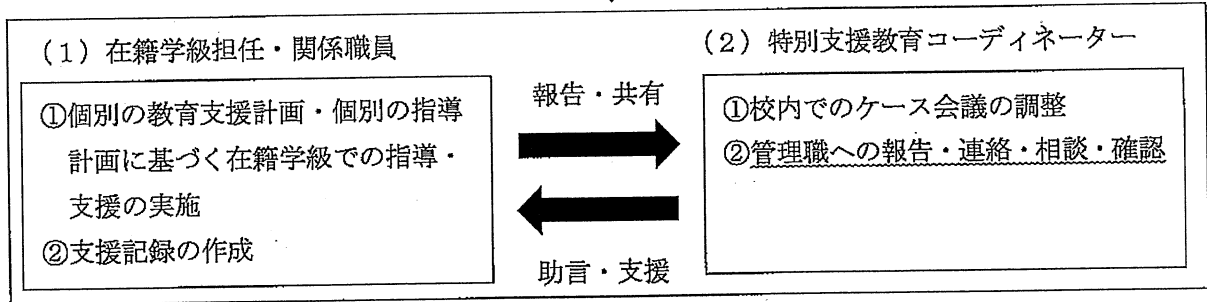 (1)在籍学級担任・関係職員
①個別の教育支援計画・個別の指導
計画に基づく在籍学級での指導・
支援の実施
②支援記録の作成
報告・共有
助言・支援
(2)特別支援教育コーディネーター
①校内でのケース会議の調整
②管理職への報告・連絡・相談・確認